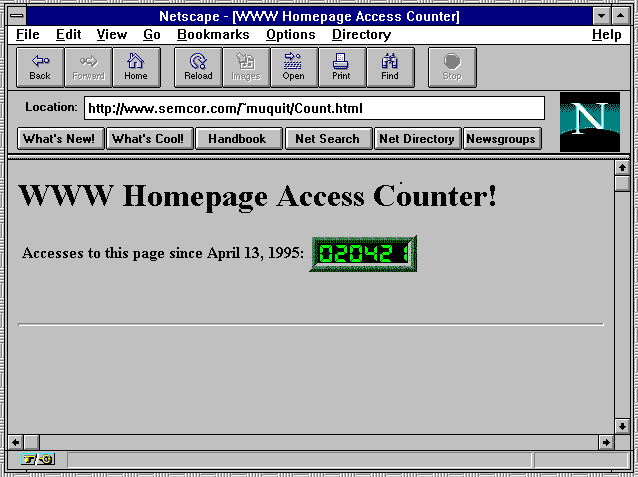 Netscape - [WWW Homepage Access Counter]
File Edit View Go Bookmarks Options Directory Help
Back Forward Home Reload Images Open Print Find Stop
Location: http://www.semcor.com/~muquit/Count.html
N
What's New! What's Cool! Handbook Net Search Net Directory Newsgroups
WWW Homepage Access Counter!
Accesses to this page since April 13, 1995: 020421